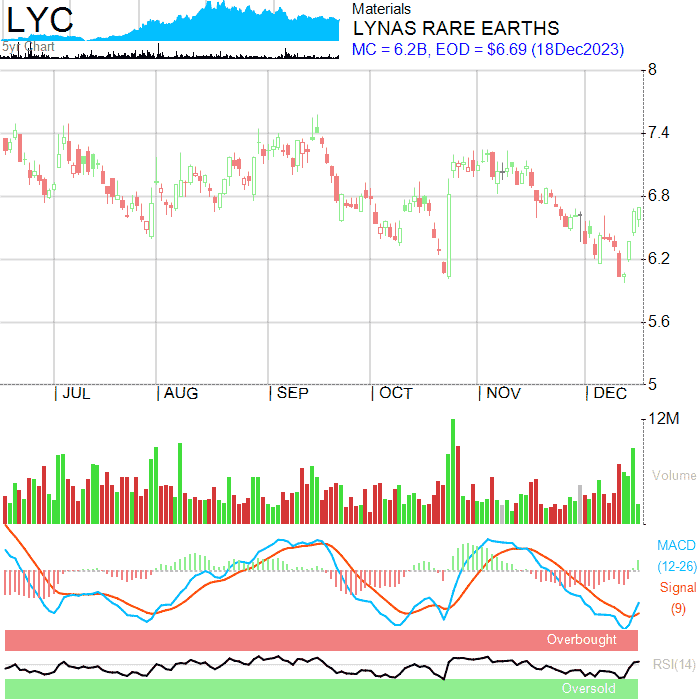 LYC
5yr Chart
Materials
LYNAS RARE EARTHS
MC = 6.2B, EOD = $6.69 (18Dec2023)
8
7.4
6.8
6.2
5.6
5
| JUL | AUG | SEP | OCT | NOV | DEC
12M
Volume
MACD
(12-26)
Signal
(9)
Overbought
RSI(14)
Oversold